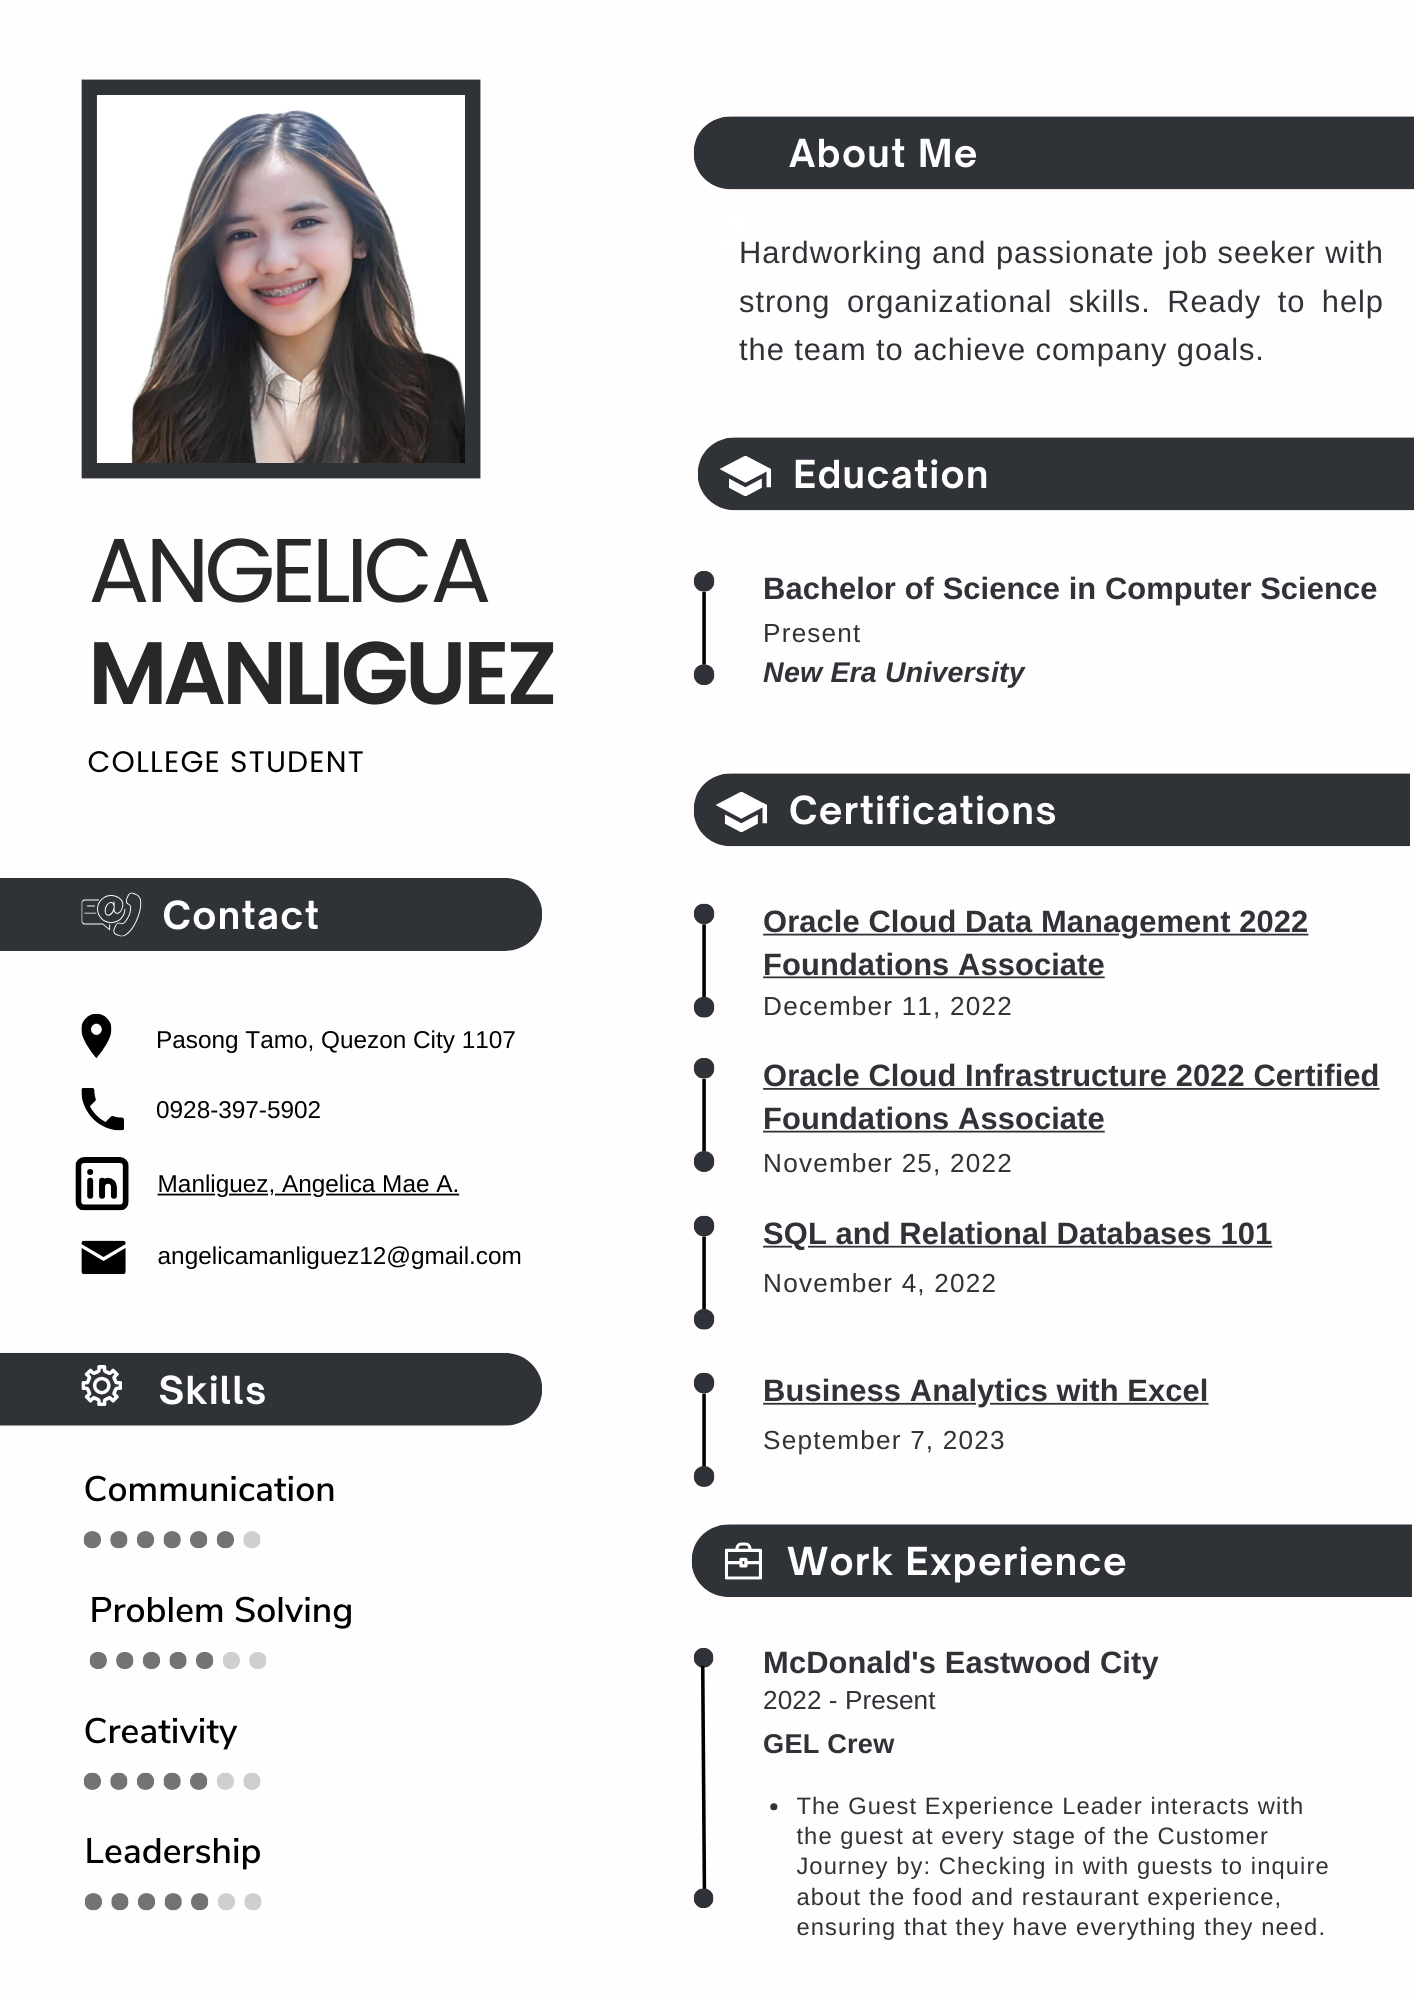 ANGELICA
MANLIGUEZ
COLLEGE STUDENT
Contact
Pasong Tamo, Quezon City 1107
0928-397-5902
Manliguez, Angelica Mae A.
angelicamanliguez12@gmail.com
Skills
Communication
Problem Solving
Creativity
Leadership
About Me
Hardworking and passionate job seeker with
strong organizational skills. Ready to help
the team to achieve company goals.
Education
Bachelor of Science in Computer Science
Present
New Era University
Certifications
Oracle Cloud Data Management 2022
Foundations Associate
December 11, 2022
Oracle Cloud Infrastructure 2022 Certified
Foundations Associate
November 25, 2022
SQL and Relational Databases 101
November 4, 2022
Business Analytics with Excel
September 7, 2023
Work Experience
McDonald's Eastwood City
2022 - Present
GEL Crew
• The Guest Experience Leader interacts with
the guest at every stage of the Customer
Journey by: Checking in with guests to inquire
about the food and restaurant experience,
ensuring that they have everything they need.